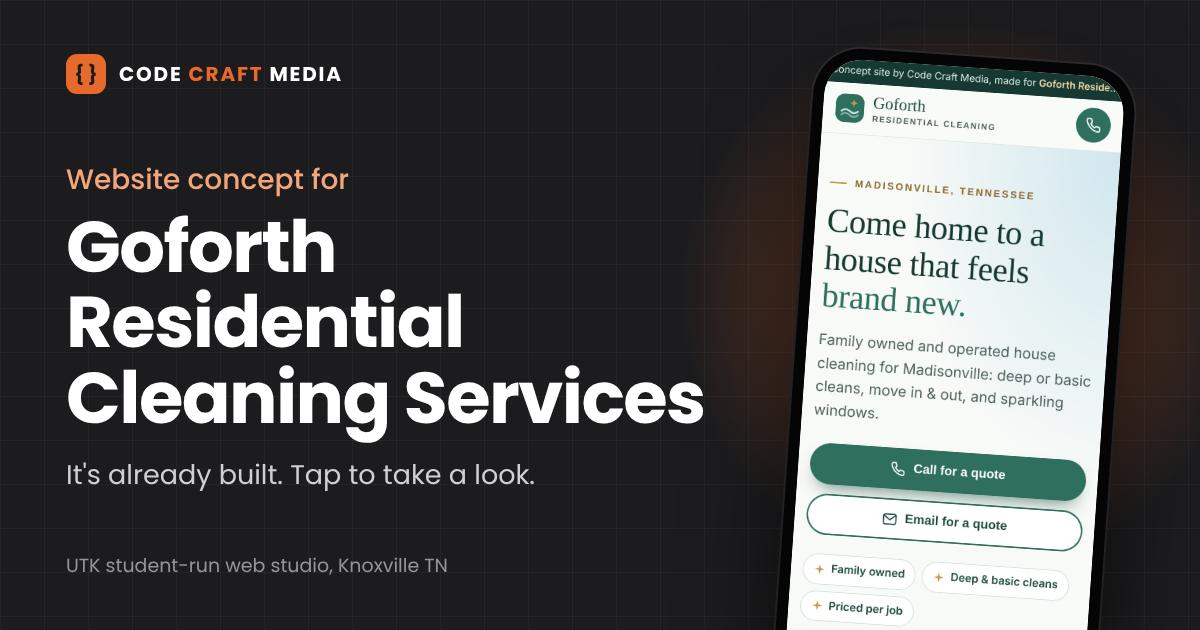 { } CODE CRAFT MEDIA
Website concept for
Goforth
Residential
Cleaning Services
It's already built. Tap to take a look.
UTK student-run web studio, Knoxville TN
concept site by Code Craft Media, made for Goforth Reside...
Goforth
RESIDENTIAL CLEANING
MADISONVILLE, TENNESSEE
Come home to a
house that feels
brand new.
Family owned and operated house
cleaning for Madisonville: deep or basic
cleans, move in & out, and sparkling
windows.
Call for a quote
Email for a quote
Family owned
Deep & basic cleans
Priced per job